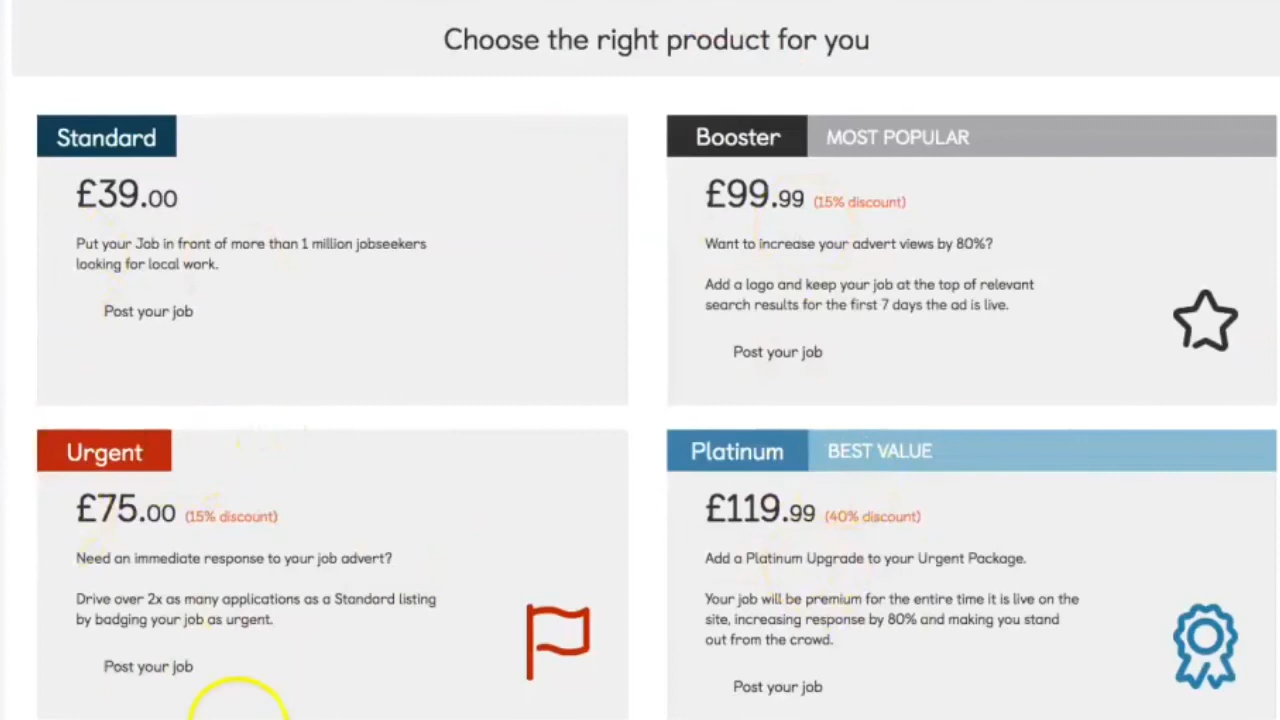 Choose the right product for you
Standard
£39.00
Put your Job in front of more than 1 million jobseekers
looking for local work.
Post your job
Booster MOST POPULAR
£99.99 (15% discount)
Want to increase your advert views by 80%?
Add a logo and keep your job at the top of relevant
search results for the first 7 days the ad is live.
Post your job
Urgent
£75.00 (15% discount)
Need an immediate response to your job advert?
Drive over 2x as many applications as a Standard listing
by badging your job as urgent.
Post your job
Platinum BEST VALUE
£119.99 (40% discount)
Add a Platinum Upgrade to your Urgent Package.
Your job will be premium for the entire time it is live on the
site, increasing response by 80% and making you stand
out from the crowd.
Post your job